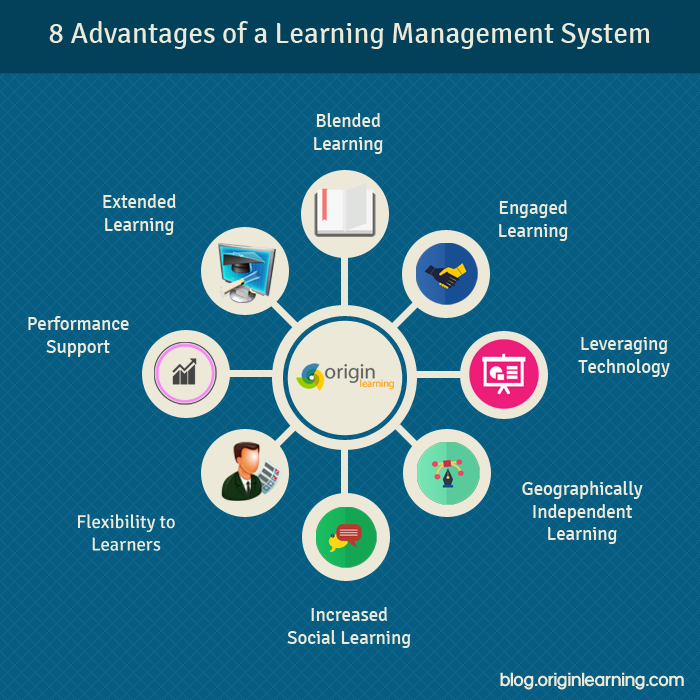 8 Advantages of a Learning Management System
Blended
Learning
Engaged
Learning
Leveraging
Technology
Geographically
Independent
Learning
Increased
Social Learning
Flexibility to
Learners
Performance
Support
Extended
Learning
origin
learning
blog.originlearning.com